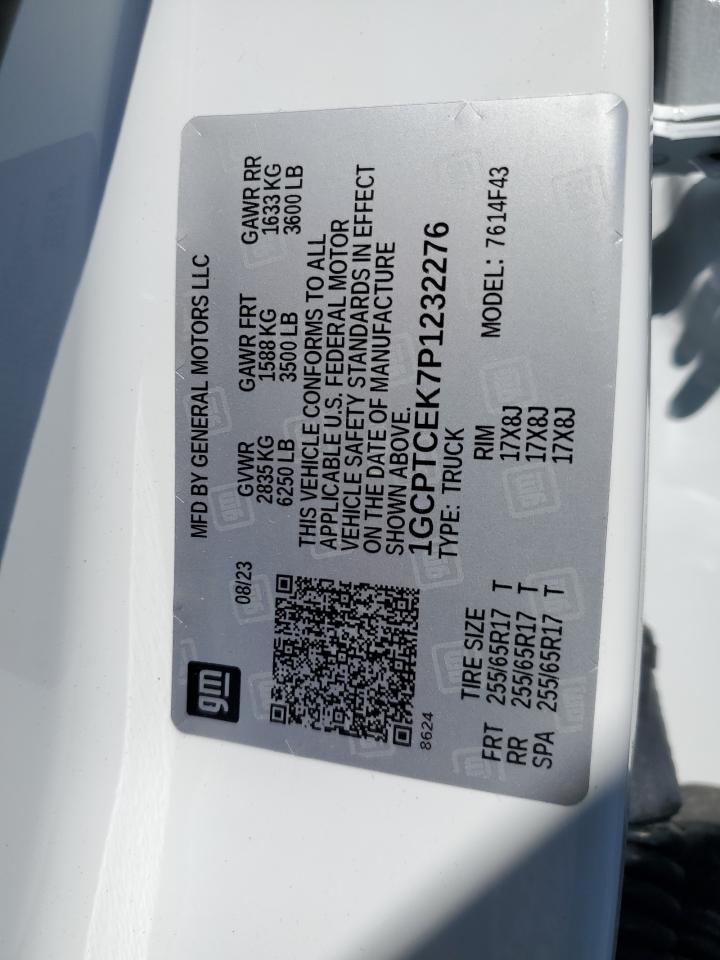 gm
08/23
MFD BY GENERAL MOTORS LLC
GVWR GAWR FRT GAWR RR
2835 KG 1588 KG 1633 KG
6250 LB 3500 LB 3600 LB
THIS VEHICLE CONFORMS TO ALL
APPLICABLE U.S. FEDERAL MOTOR
VEHICLE SAFETY STANDARDS IN EFFECT
ON THE DATE OF MANUFACTURE
SHOWN ABOVE.
1GCPTCEK7P1232276
TYPE: TRUCK
8624
TIRE SIZE RIM MODEL: 7614F43
FRT 255/65R17 T 17X8J
RR 255/65R17 T 17X8J
SPA 255/65R17 T 17X8J